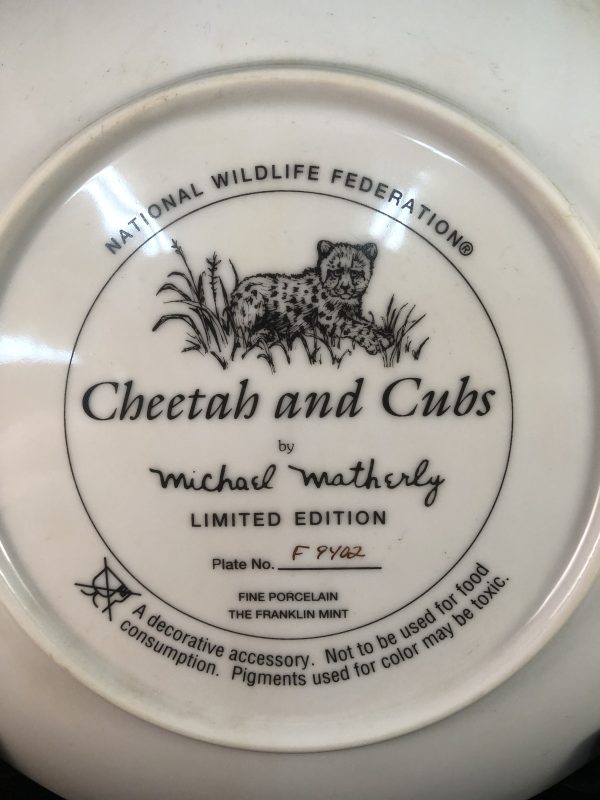 NATIONAL WILDLIFE FEDERATION®
Cheetah and Cubs
by
Michael Matherly
LIMITED EDITION
Plate No. F 9402
FINE PORCELAIN
THE FRANKLIN MINT
A decorative accessory. Not to be used for food
consumption. Pigments used for color may be toxic.